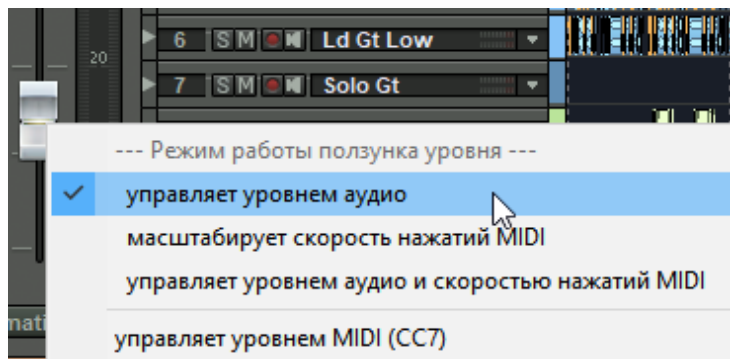 6 S M Ld Gt Low
20
7 S M Solo Gt
--- Режим работы ползунка уровня ---
управляет уровнем аудио
масштабирует скорость нажатий MIDI
управляет уровнем аудио и скоростью нажатий MIDI
mati
управляет уровнем MIDI (CC7)